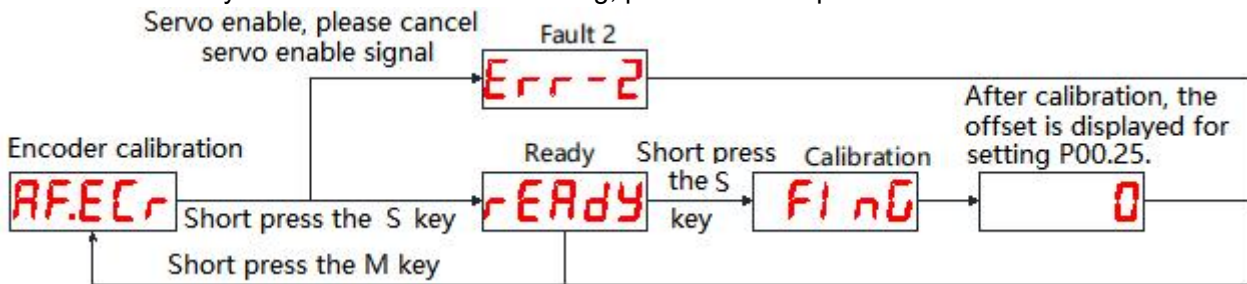 Servo enable, please cancel
servo enable signal
Fault 2
Err-2
After calibration, the
offset is displayed for
setting P00.25.
Encoder calibration
Ready
Short press
the S
key
Calibration
AF.ECr
Short press the S key
rEAdY
FInG
0
Short press the M key